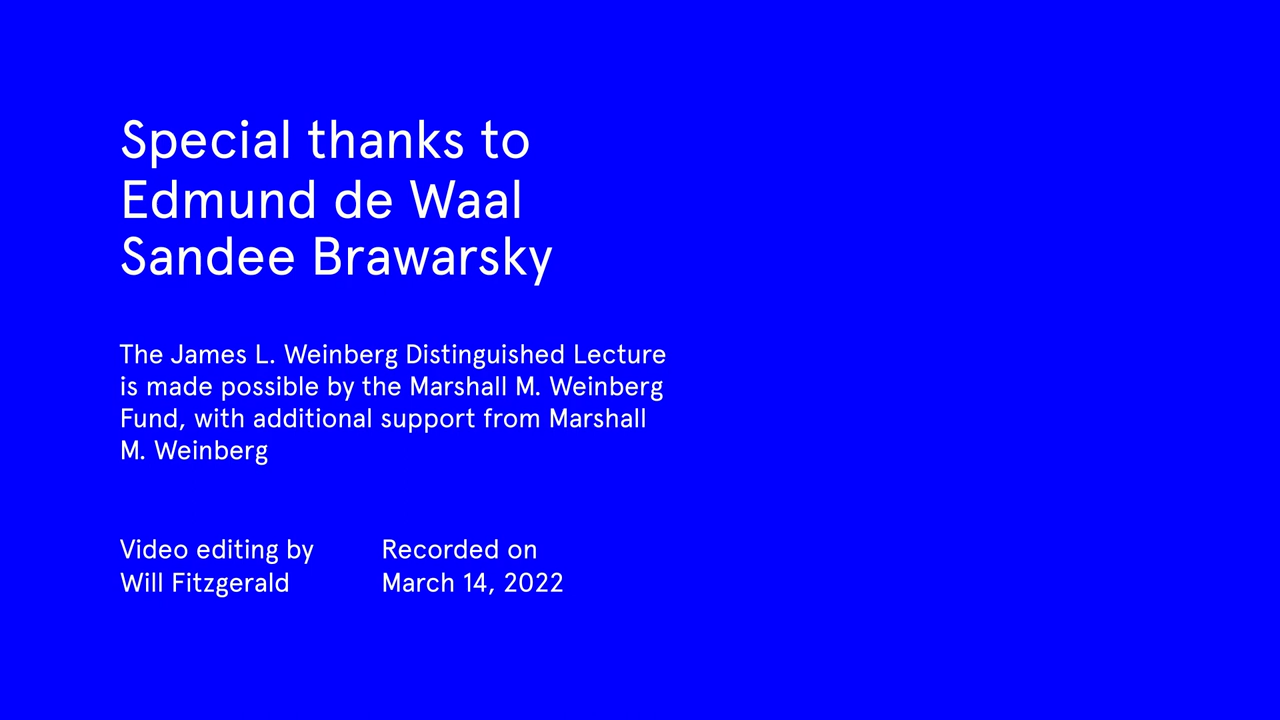 Special thanks to
Edmund de Waal
Sandee Brawarsky
The James L. Weinberg Distinguished Lecture
is made possible by the Marshall M. Weinberg
Fund, with additional support from Marshall
M. Weinberg
Video editing by
Will Fitzgerald
Recorded on
March 14, 2022